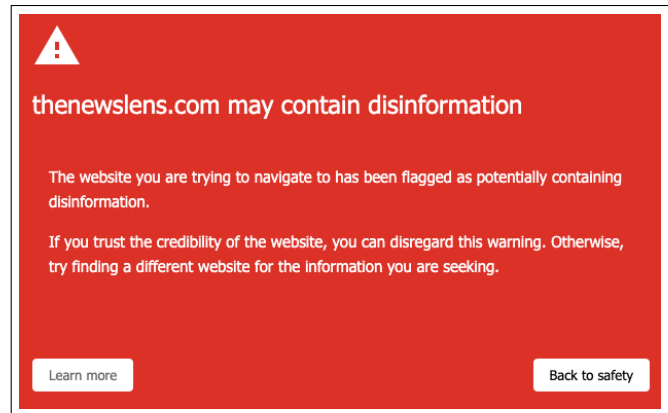 thenewslens.com may contain disinformation
The website you are trying to navigate to has been flagged as potentially containing
disinformation.
If you trust the credibility of the website, you can disregard this warning. Otherwise,
try finding a different website for the information you are seeking.
Learn more
Back to safety